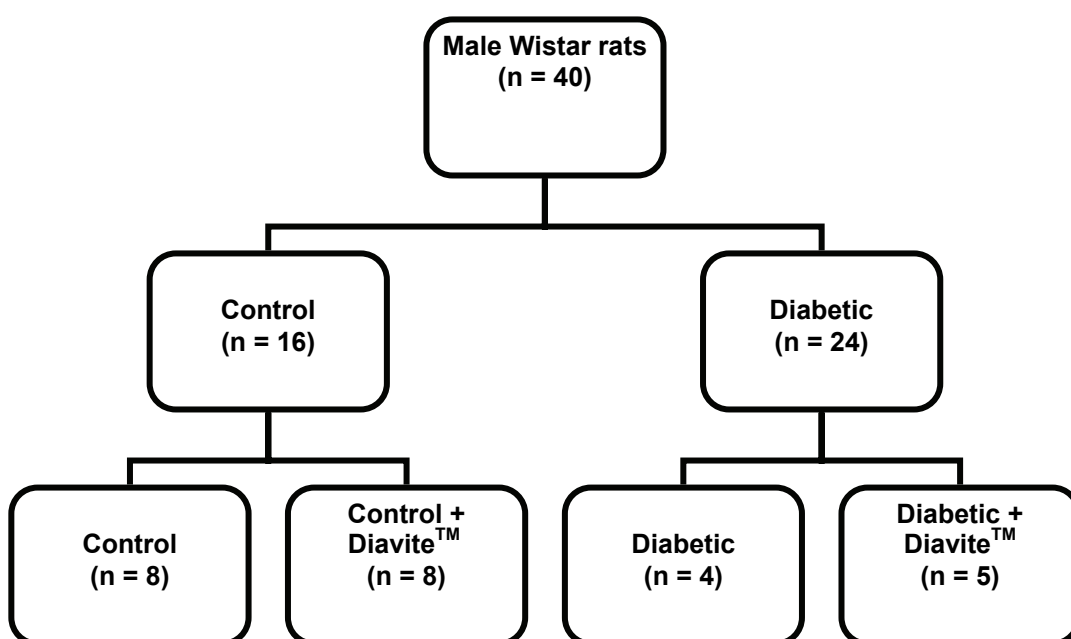 Male Wistar rats
(n = 40)
Control
(n = 16)
Diabetic
(n = 24)
Control
(n = 8)
Control +
Diavite™
(n = 8)
Diabetic
(n = 4)
Diabetic +
Diavite™
(n = 5)